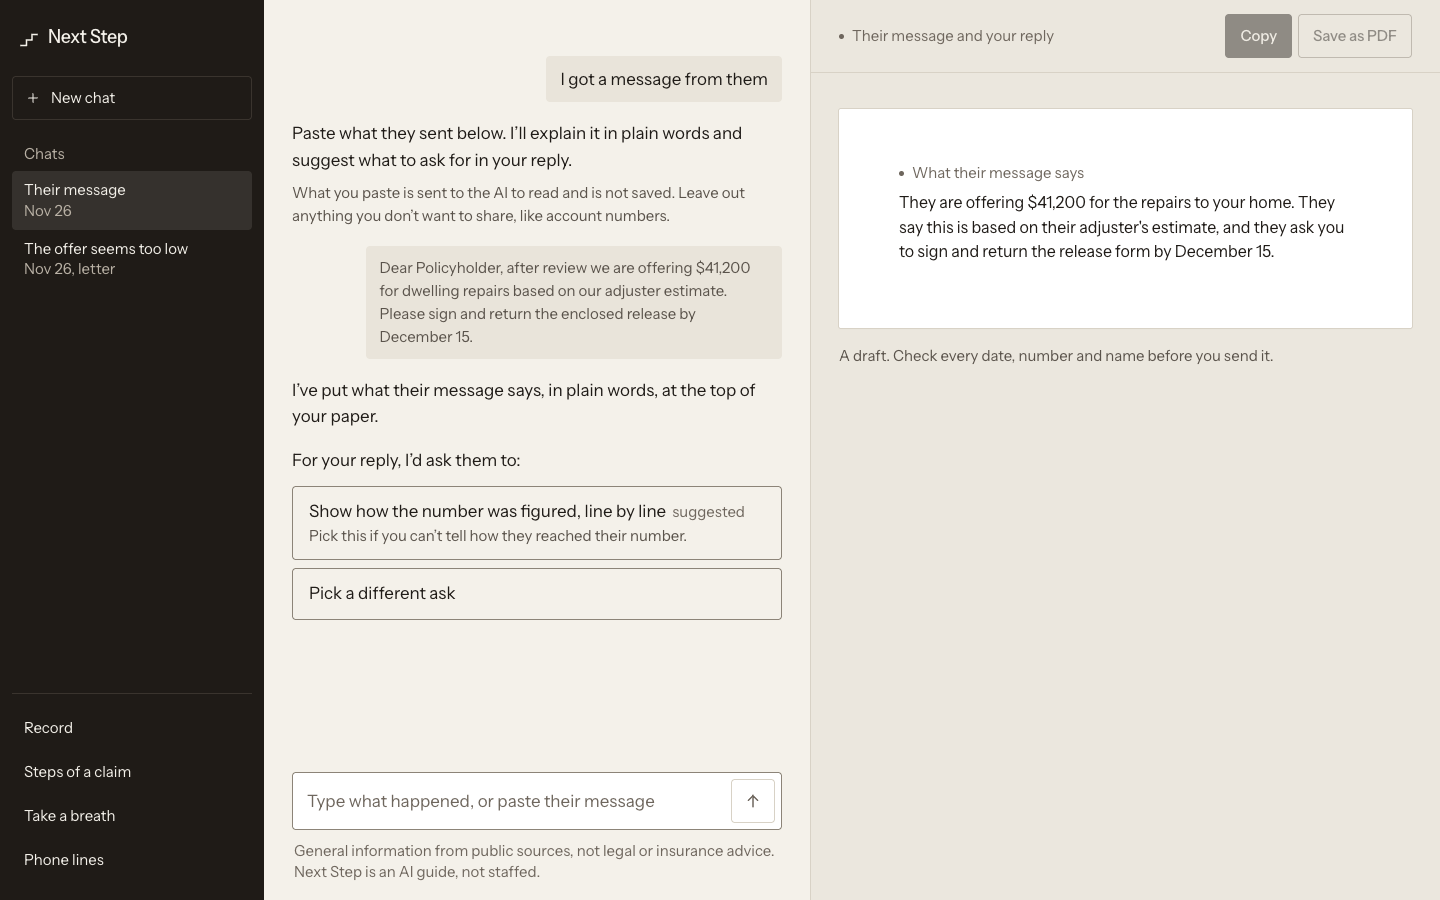 Next Step
+ New chat
Chats
Their message
Nov 26
The offer seems too low
Nov 26, letter
Record
Steps of a claim
Take a breath
Phone lines
I got a message from them
Paste what they sent below. I’ll explain it in plain words and
suggest what to ask for in your reply.
What you paste is sent to the AI to read and is not saved. Leave out
anything you don’t want to share, like account numbers.
Dear Policyholder, after review we are offering $41,200
for dwelling repairs based on our adjuster estimate.
Please sign and return the enclosed release by
December 15.
I’ve put what their message says, in plain words, at the top of
your paper.
For your reply, I’d ask them to:
Show how the number was figured, line by line suggested
Pick this if you can’t tell how they reached their number.
Pick a different ask
Type what happened, or paste their message
General information from public sources, not legal or insurance advice.
Next Step is an AI guide, not staffed.
• Their message and your reply
Copy
Save as PDF
• What their message says
They are offering $41,200 for the repairs to your home. They
say this is based on their adjuster's estimate, and they ask you
to sign and return the release form by December 15.
A draft. Check every date, number and name before you send it.